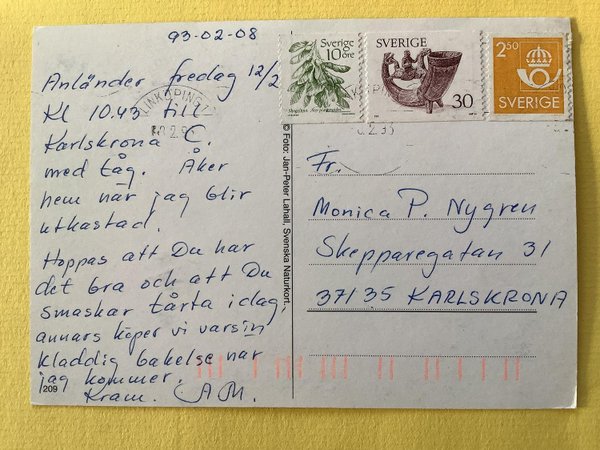 93-02-08
Anländer fredag 12/2
Kl 10.43 till
Karlskrona C.
med tåg. Åker
hem när jag blir
utkastad.
Hoppas att Du har
det bra och att Du
smaskar tårta idag,
annars köper vi varsin
kladdig bakelse när
jag kommer.
Kram. A.M.
209
© Foto: Jan-Peter Lahall, Svenska Naturkort.
LINKÖPING
Sverige
10 öre
SVERIGE
30
2.50
SVERIGE
Fr.
Monica P. Nygren
Skepparegatan 31
37135 KARLSKRONA